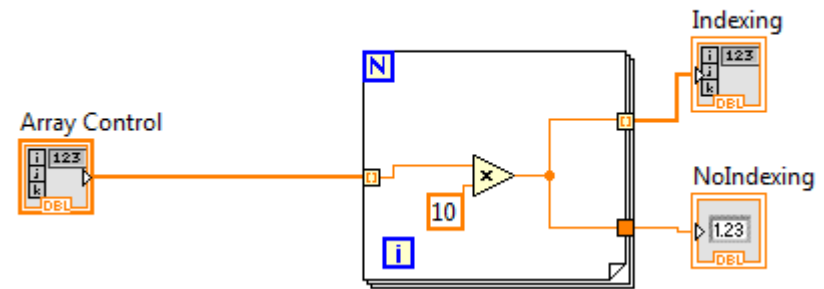 Indexing
i 123
j
k
DBL
N
Array Control
i 123
j
k
DBL
×
10
NoIndexing
1.23
DBL
i